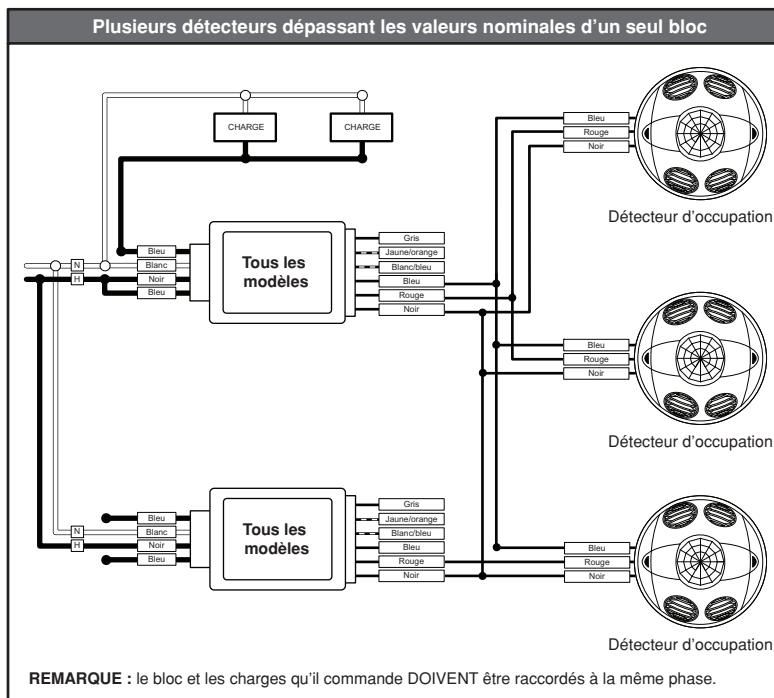 Plusieurs détecteurs dépassant les valeurs nominales d'un seul bloc
CHARGE
CHARGE
Bleu
Rouge
Noir
Détecteur d'occupation
N
H
Bleu
Blanc
Noir
Bleu
Tous les
modèles
Gris
Jaune/orange
Blanc/bleu
Bleu
Rouge
Noir
Bleu
Rouge
Noir
Détecteur d'occupation
N
H
Bleu
Blanc
Noir
Bleu
Tous les
modèles
Gris
Jaune/orange
Blanc/bleu
Bleu
Rouge
Noir
Bleu
Rouge
Noir
Détecteur d'occupation
REMARQUE : le bloc et les charges qu'il commande DOIVENT être raccordés à la même phase.